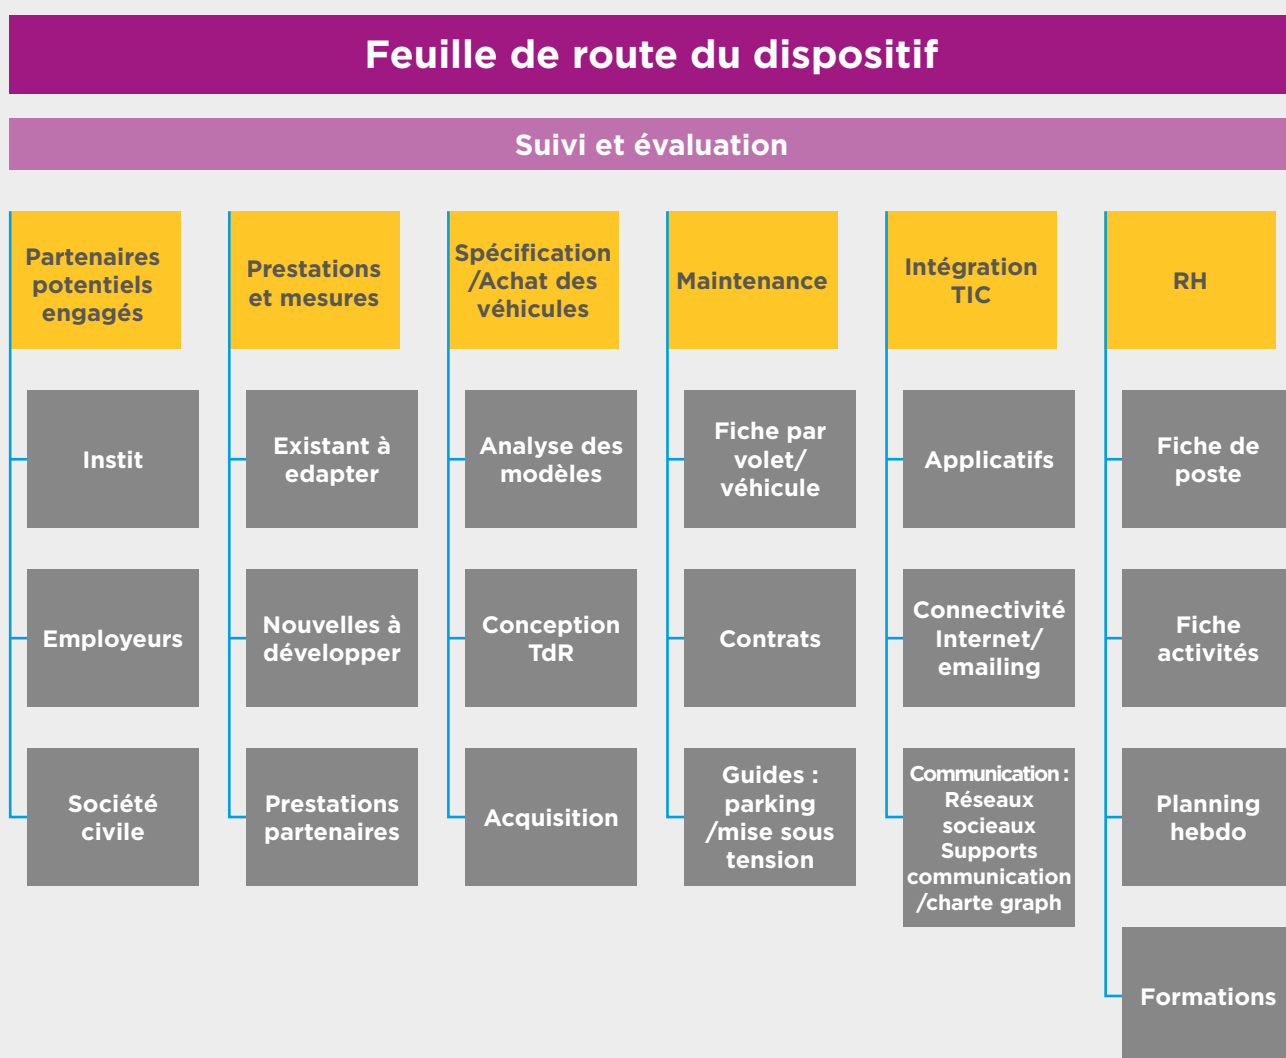 Feuille de route du dispositif
Suivi et évaluation
Partenaires
potentiels
engagés
Instit
Employeurs
Société
civile
Prestations
et mesures
Existant à
edapter
Nouvelles à
développer
Prestations
partenaires
Spécification
/Achat des
véhicules
Analyse des
modèles
Conception
TdR
Acquisition
Maintenance
Fiche par
volet/
véhicule
Contrats
Guides :
parking
/mise sous
tension
Intégration
TIC
Applicatifs
Connectivité
Internet/
emailing
Communication :
Réseaux
socieaux
Supports
communication
/charte graph
RH
Fiche de
poste
Fiche
activités
Planning
hebdo
Formations